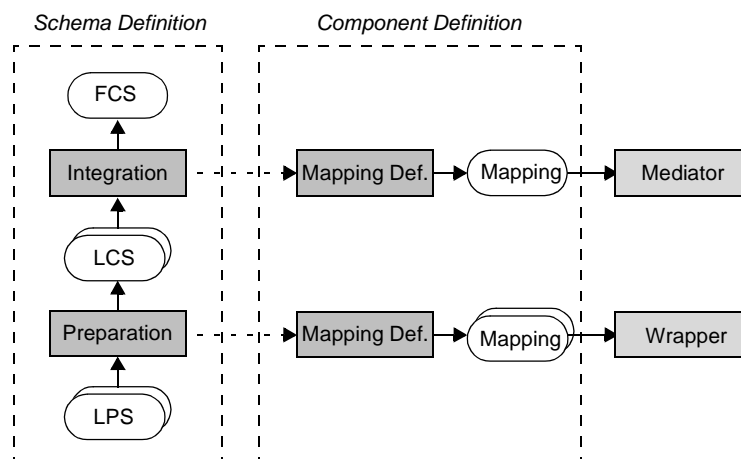 Schema Definition
Component Definition
FCS
Integration
Mapping Def.
Mapping
Mediator
LCS
Preparation
Mapping Def.
Mapping
Wrapper
LPS